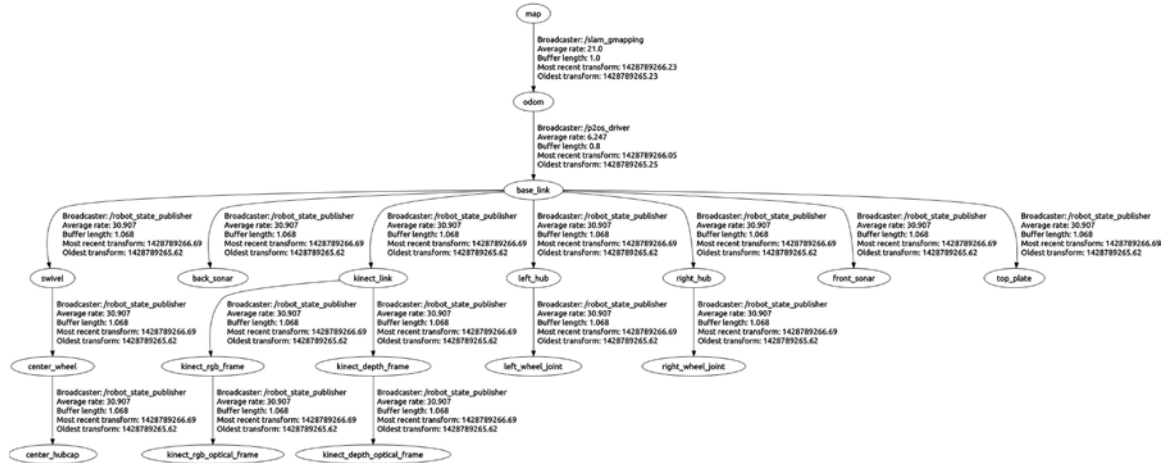 map
Broadcaster: /slam_gmapping
Average rate: 21.0
Buffer length: 1.0
Most recent transform: 1428789266.23
Oldest transform: 1428789265.23
odom
Broadcaster: /p2os_driver
Average rate: 6.247
Buffer length: 0.8
Most recent transform: 1428789266.05
Oldest transform: 1428789265.25
base_link
Broadcaster: /robot_state_publisher
Average rate: 30.907
Buffer length: 1.068
Most recent transform: 1428789266.69
Oldest transform: 1428789265.62
Broadcaster: /robot_state_publisher
Average rate: 30.907
Buffer length: 1.068
Most recent transform: 1428789266.69
Oldest transform: 1428789265.62
Broadcaster: /robot_state_publisher
Average rate: 30.907
Buffer length: 1.068
Most recent transform: 1428789266.69
Oldest transform: 1428789265.62
Broadcaster: /robot_state_publisher
Average rate: 30.907
Buffer length: 1.068
Most recent transform: 1428789266.69
Oldest transform: 1428789265.62
Broadcaster: /robot_state_publisher
Average rate: 30.907
Buffer length: 1.068
Most recent transform: 1428789266.69
Oldest transform: 1428789265.62
Broadcaster: /robot_state_publisher
Average rate: 30.907
Buffer length: 1.068
Most recent transform: 1428789266.69
Oldest transform: 1428789265.62
Broadcaster: /robot_state_publisher
Average rate: 30.907
Buffer length: 1.068
Most recent transform: 1428789266.69
Oldest transform: 1428789265.62
swivel
back_sonar
kinect_link
left_hub
right_hub
front_sonar
top_plate
Broadcaster: /robot_state_publisher
Average rate: 30.907
Buffer length: 1.068
Most recent transform: 1428789266.69
Oldest transform: 1428789265.62
Broadcaster: /robot_state_publisher
Average rate: 30.907
Buffer length: 1.068
Most recent transform: 1428789266.69
Oldest transform: 1428789265.62
Broadcaster: /robot_state_publisher
Average rate: 30.907
Buffer length: 1.068
Most recent transform: 1428789266.69
Oldest transform: 1428789265.62
Broadcaster: /robot_state_publisher
Average rate: 30.907
Buffer length: 1.068
Most recent transform: 1428789266.69
Oldest transform: 1428789265.62
Broadcaster: /robot_state_publisher
Average rate: 30.907
Buffer length: 1.068
Most recent transform: 1428789266.69
Oldest transform: 1428789265.62
center_wheel
kinect_rgb_frame
kinect_depth_frame
left_wheel_joint
right_wheel_joint
Broadcaster: /robot_state_publisher
Average rate: 30.907
Buffer length: 1.068
Most recent transform: 1428789266.69
Oldest transform: 1428789265.62
Broadcaster: /robot_state_publisher
Average rate: 30.907
Buffer length: 1.068
Most recent transform: 1428789266.69
Oldest transform: 1428789265.62
Broadcaster: /robot_state_publisher
Average rate: 30.907
Buffer length: 1.068
Most recent transform: 1428789266.69
Oldest transform: 1428789265.62
center_hubcap
kinect_rgb_optical_frame
kinect_depth_optical_frame